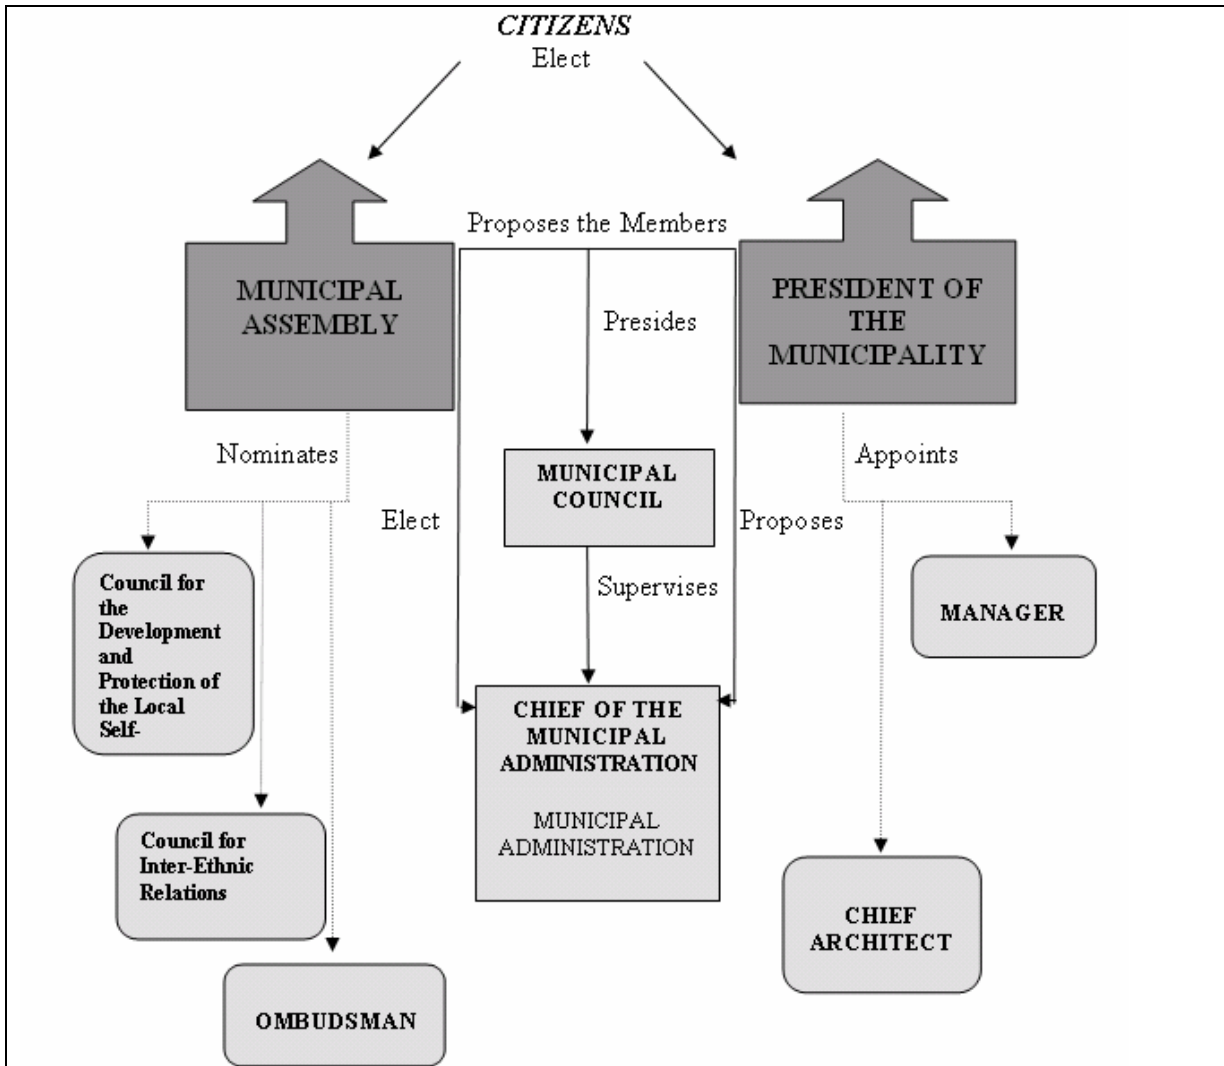 CITIZENS
Elect
Proposes the Members
MUNICIPAL
ASSEMBLY
PRESIDENT OF
THE
MUNICIPALITY
Presides
Nominates
Appoints
MUNICIPAL
COUNCIL
Elect
Proposes
Supervises
Council for
the
Development
and
Protection of
the Local
Self-
MANAGER
CHIEF OF THE
MUNICIPAL
ADMINISTRATION
MUNICIPAL
ADMINISTRATION
Council for
Inter-Ethnic
Relations
CHIEF
ARCHITECT
OMBUDSMAN